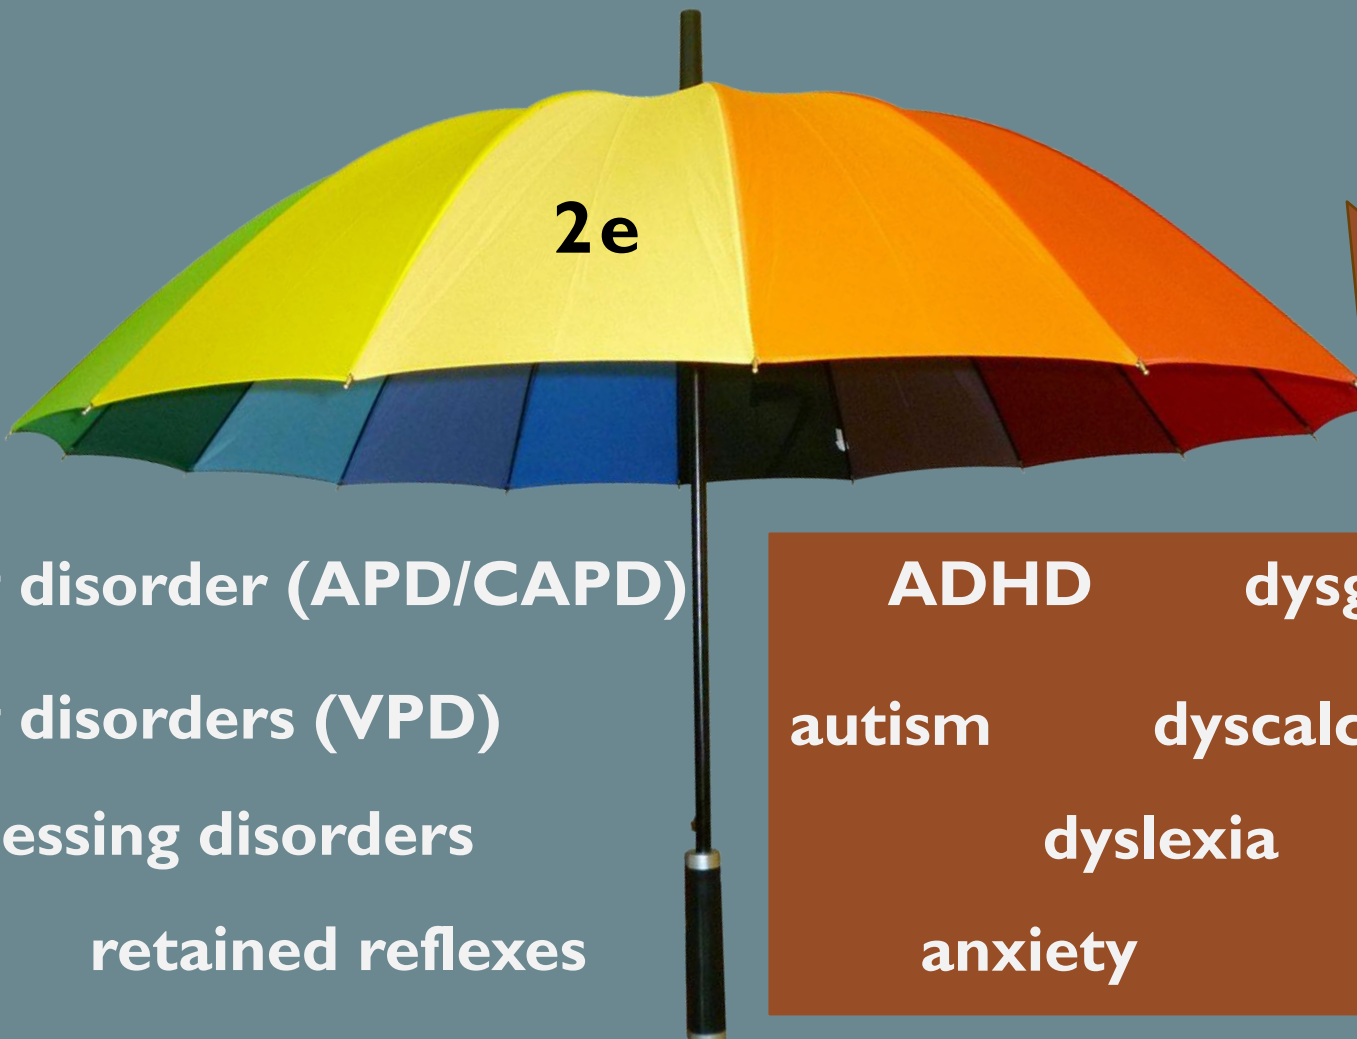 2e
disorder (APD/CAPD)
ADHD dysg
disorders (VPD)
autism dyscalc
essing disorders
dyslexia
retained reflexes
anxiety